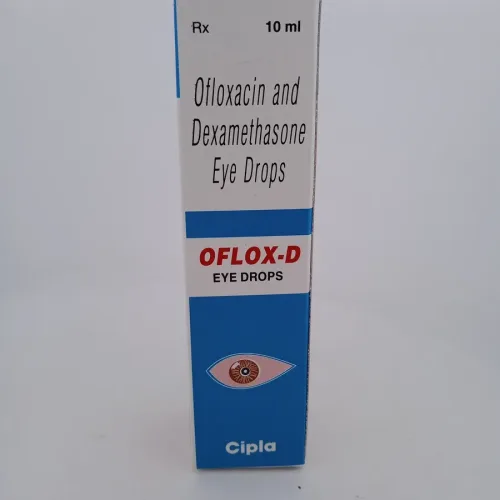 Rx 10 ml
Ofloxacin and
Dexamethasone
Eye Drops
OFLOX-D
EYE DROPS
Cipla